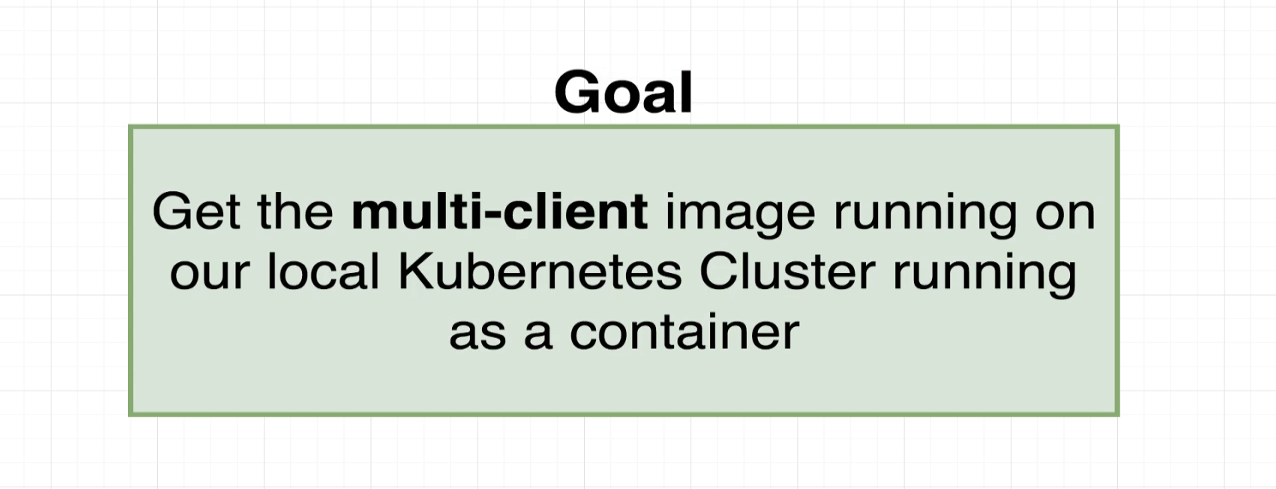 Goal
Get the multi-client image running on
our local Kubernetes Cluster running
as a container